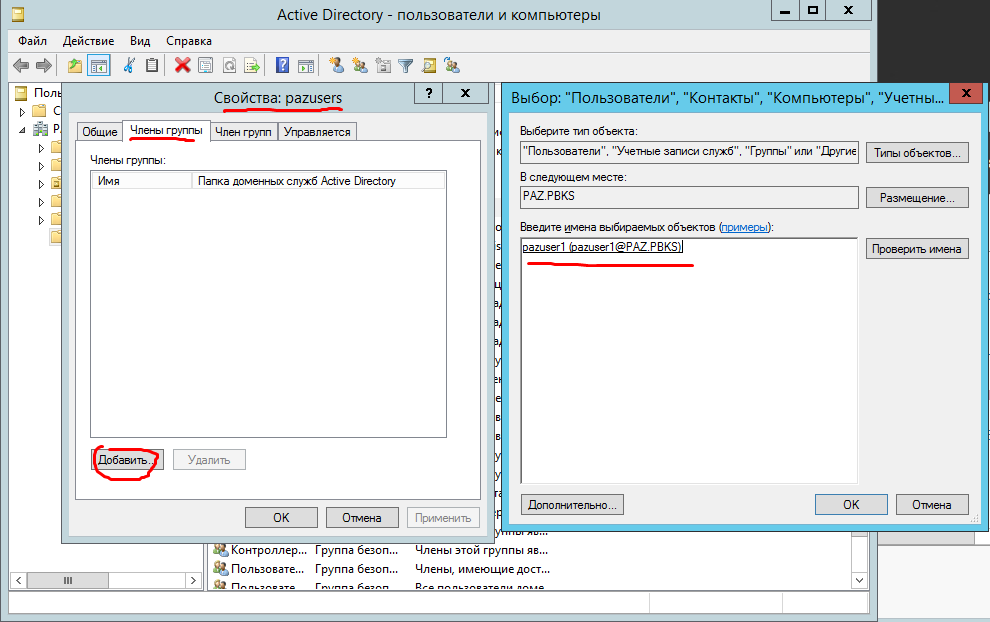 Active Directory - пользователи и компьютеры
Файл Действие Вид Справка
Свойства: pazusers
Общие Члены группы Член групп Управляется
Члены группы:
Имя Папка доменных служб Active Directory
Добавить... Удалить
OK Отмена Применить
Выбор: "Пользователи", "Контакты", "Компьютеры", "Учетны...
Выберите тип объекта:
"Пользователи", "Учетные записи служб", "Группы" или "Другие
Типы объектов...
В следующем месте:
PAZ.PBKS
Размещение...
Введите имена выбираемых объектов (примеры):
pazuser1 (pazuser1@PAZ.PBKS)
Проверить имена
Дополнительно...
OK Отмена
Контроллер... Группа безоп... Члены этой группы яв...
Пользовате... Группа безоп... Члены, имеющие дост...
Пользовате... Группа безоп... Все пользователи доме...